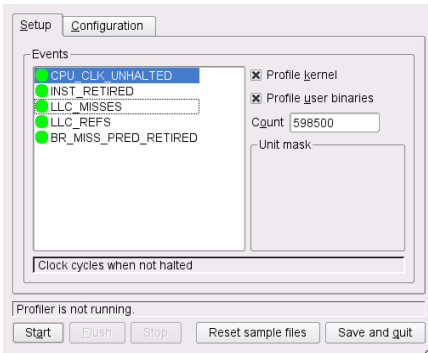 Setup Configuration
Events
CPU_CLK_UNHALTED
INST_RETIRED
LLC_MISSES
LLC_REFS
BR_MISS_PRED_RETIRED
Profile kernel
Profile user binaries
Count 598500
Unit mask
Clock cycles when not halted
Profiler is not running.
Start Flush Stop Reset sample files Save and quit